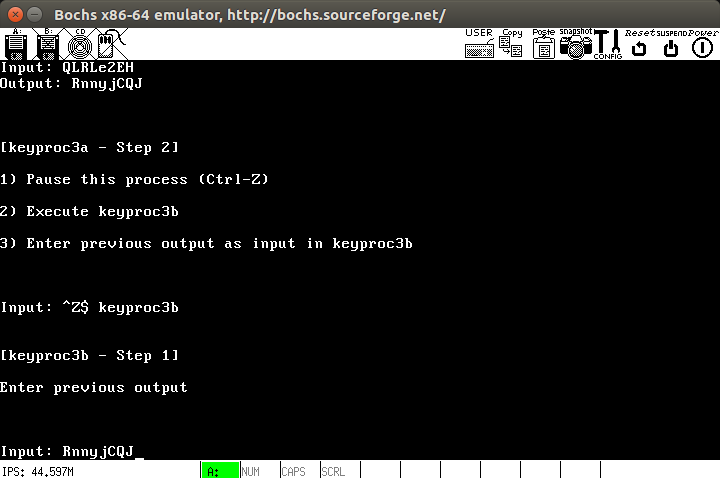 Bochs x86-64 emulator, http://bochs.sourceforge.net/
A: B: CD USER Copy Paste snapshot CONFIG Reset SUSPEND Power
Input: QLRLe2EH
Output: RnnyjCQJ
[keyproc3a - Step 2]
1) Pause this process (Ctrl-Z)
2) Execute keyproc3b
3) Enter previous output as input in keyproc3b
Input: ^Z$ keyproc3b
[keyproc3b - Step 1]
Enter previous output
Input: RnnyjCQJ_
IPS: 44.597M A: NUM CAPS SCRL